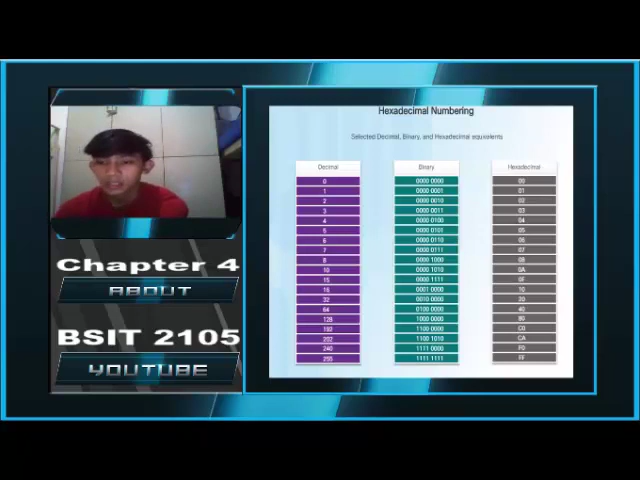 Hexadecimal Numbering
Selected Decimal, Binary, and Hexadecimal equivalents
Decimal Binary Hexadecimal
0 0000 0000 00
1 0000 0001 01
2 0000 0010 02
3 0000 0011 03
4 0000 0100 04
5 0000 0101 05
6 0000 0110 06
7 0000 0111 07
8 0000 1000 08
10 0000 1010 0A
15 0000 1111 0F
16 0001 0000 10
32 0010 0000 20
64 0100 0000 40
128 1000 0000 80
192 1100 0000 C0
202 1100 1010 CA
240 1111 0000 F0
255 1111 1111 FF
Chapter 4
ABOUT
BSIT 2105
YOUTUBE